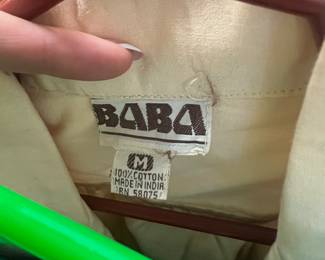 BABA
M
100% COTTON
MADE IN INDIA
RN 58075